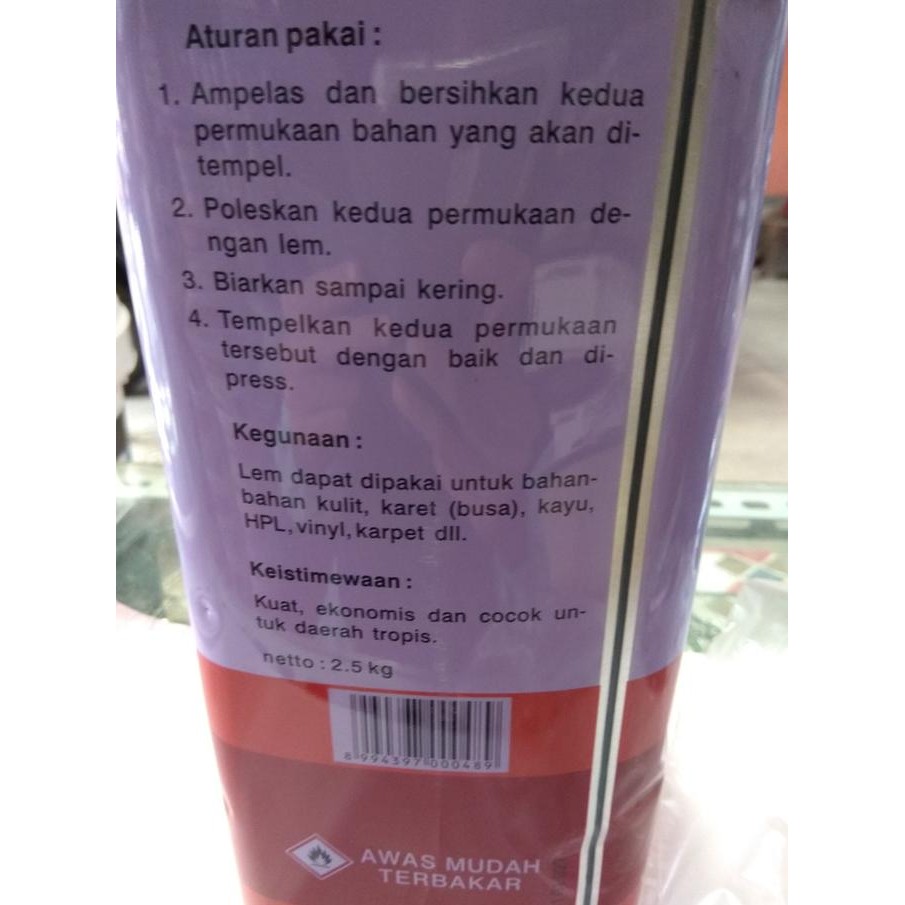 Aturan pakai :
1. Ampelas dan bersihkan kedua
permukaan bahan yang akan di-
tempel.
2. Poleskan kedua permukaan de-
ngan lem.
3. Biarkan sampai kering.
4. Tempelkan kedua permukaan
tersebut dengan baik dan di-
press.
Kegunaan :
Lem dapat dipakai untuk bahan-
bahan kulit, karet (busa), kayu,
HPL, vinyl, karpet dll.
Keistimewaan :
Kuat, ekonomis dan cocok un-
tuk daerah tropis.
netto : 2.5 kg
8 994397 000489
AWAS MUDAH
TERBAKAR